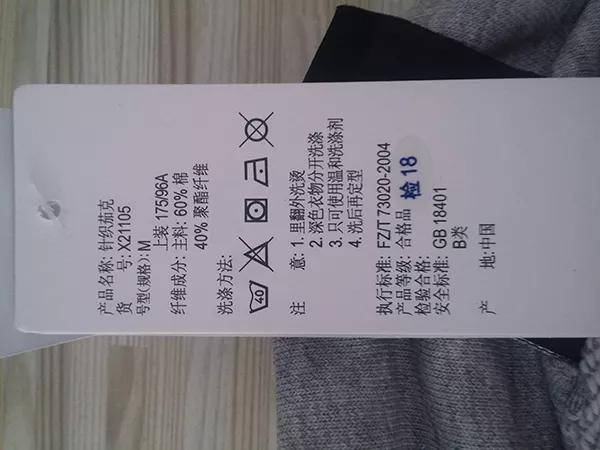 产品名称: 针织茄克
货 号: X21105
号型(规格): M
上装 175/96A
纤维成分: 主料: 60% 棉
40% 聚酯纤维
洗涤方法:
40
注 意: 1. 里翻外洗烫
2. 深色衣物分开洗涤
3. 只可使用温和洗涤剂
4. 洗后再定型
执行标准: FZ/T 73020-2004
产品等级: 合格品
检验合格: 检 18
安全标准: GB 18401
B类
产 地: 中国